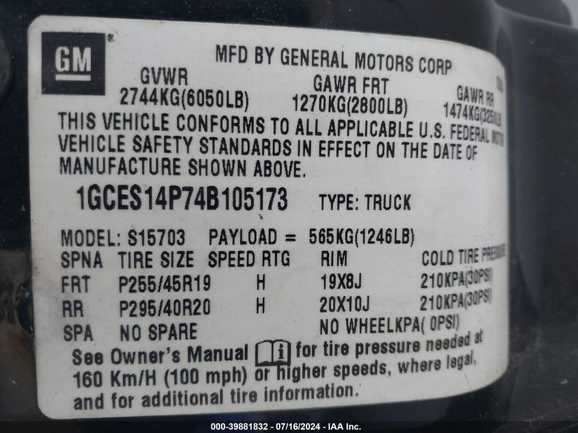 GM
MFD BY GENERAL MOTORS CORP
GVWR GAWR FRT GAWR RR
2744KG(6050LB) 1270KG(2800LB) 1474KG(3250LB
THIS VEHICLE CONFORMS TO ALL APPLICABLE U.S. FEDERAL MOTOR
VEHICLE SAFETY STANDARDS IN EFFECT ON THE DATE OF
MANUFACTURE SHOWN ABOVE.
1GCES14P74B105173 TYPE: TRUCK
MODEL: S15703 PAYLOAD = 565KG(1246LB)
SPNA TIRE SIZE SPEED RTG RIM COLD TIRE PRESSURE
FRT P255/45R19 H 19X8J 210KPA(30PSI)
RR P295/40R20 H 20X10J 210KPA(30PSI)
SPA NO SPARE NO WHEELKPA( 0PSI)
See Owner's Manual i for tire pressure needed at
160 Km/H (100 mph) or higher speeds, where legal,
and for additional tire information.
000-39881832 - 07/16/2024 - IAA Inc.